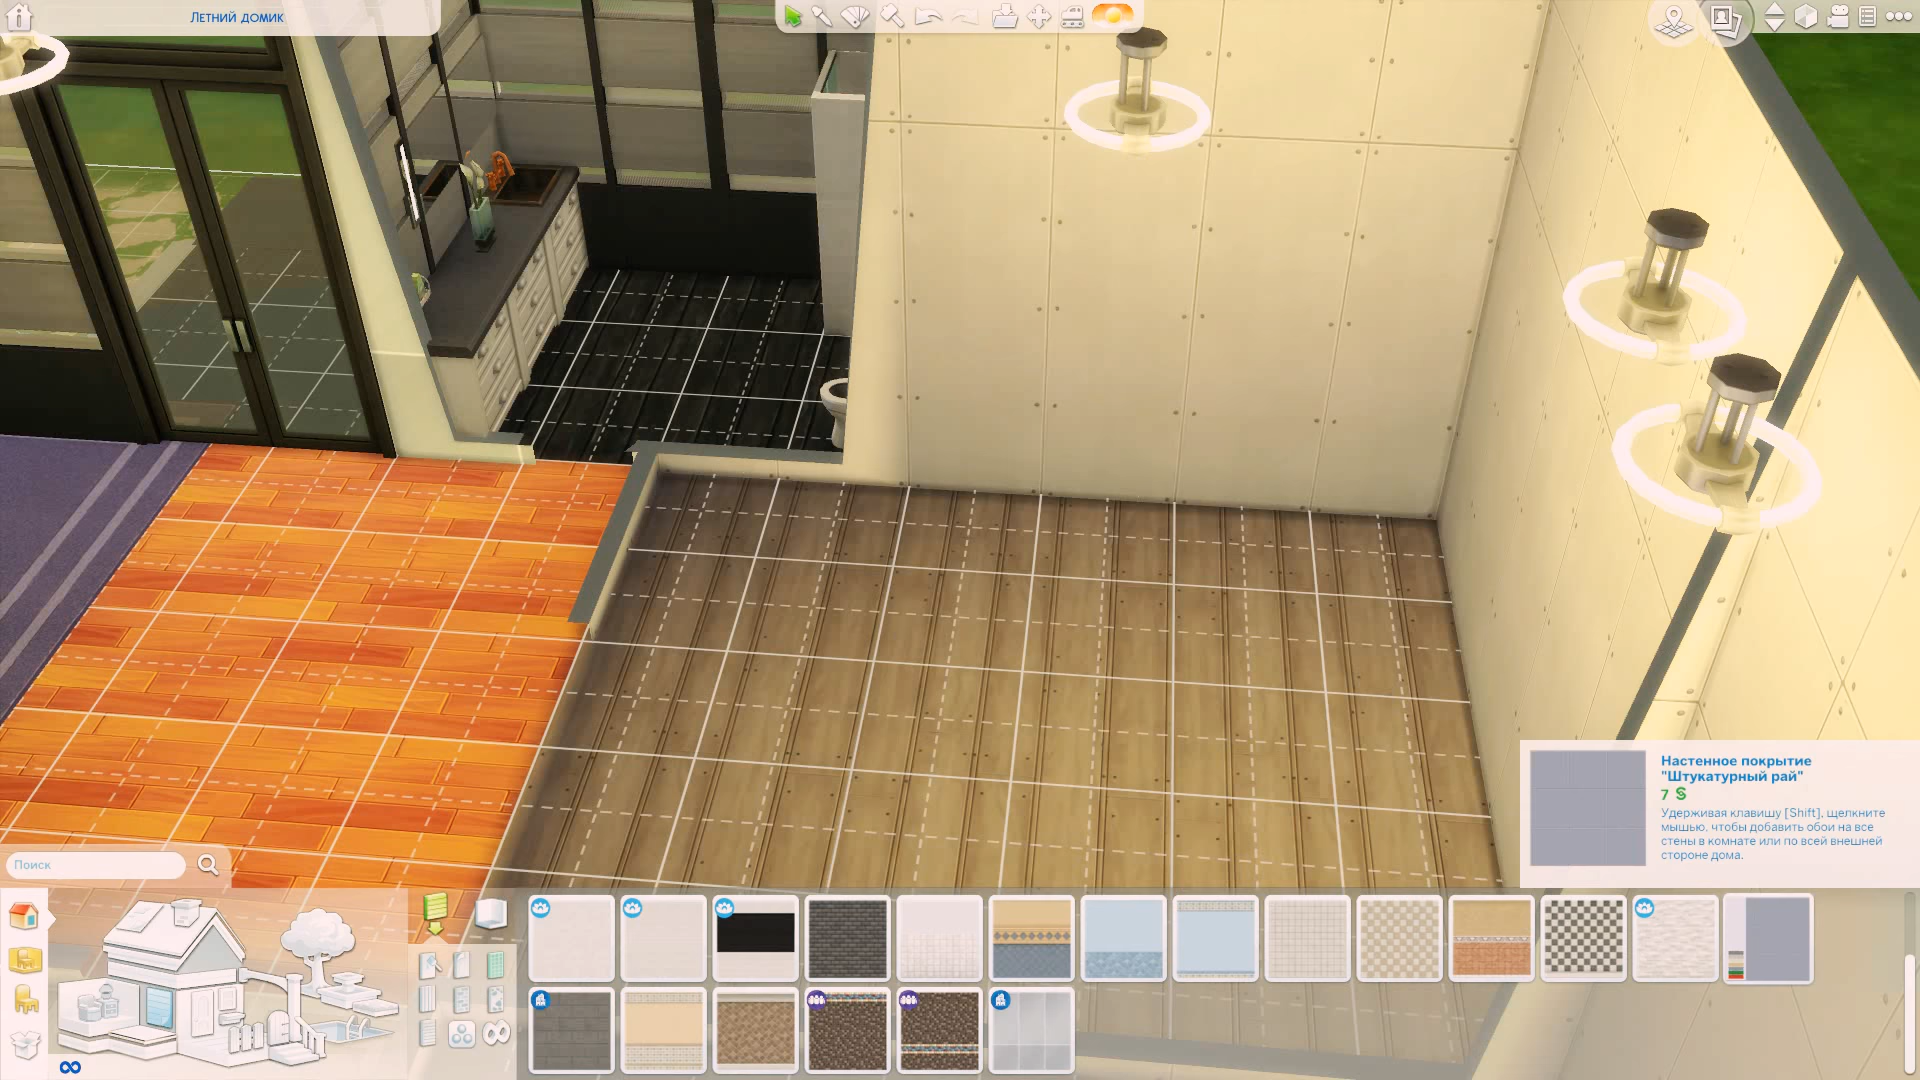 Летний домик
Настенное покрытие
"Штукатурный рай"
7 §
Удерживая клавишу [Shift], щелкните
мышью, чтобы добавить обои на все
стены в комнате или по всей внешней
стороне дома.
Поиск